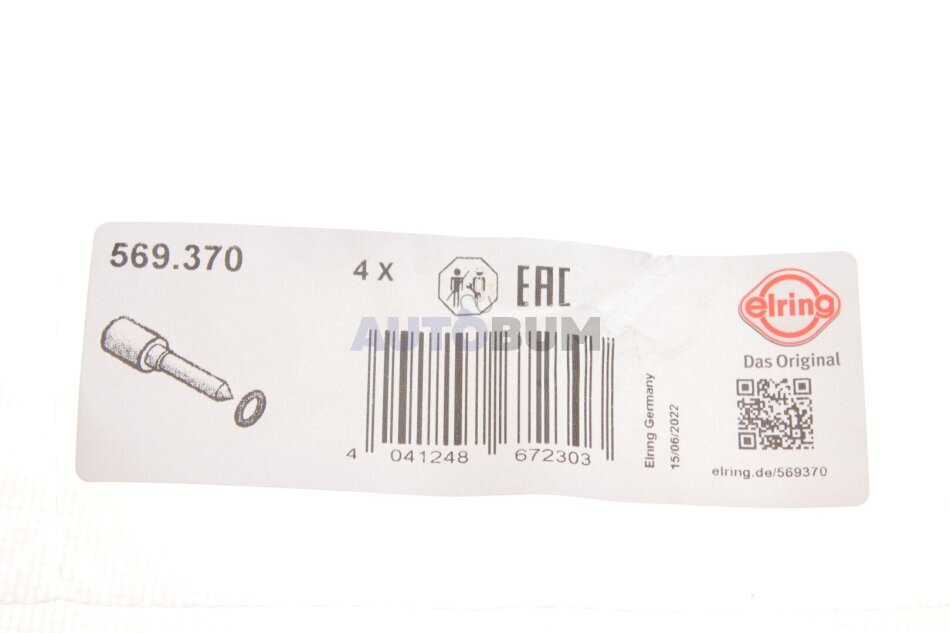 569.370
4 X
EAC
elring
Das Original
AUTOBUM
4 041248 672303
Elring Germany
15/06/2022
elring.de/569370